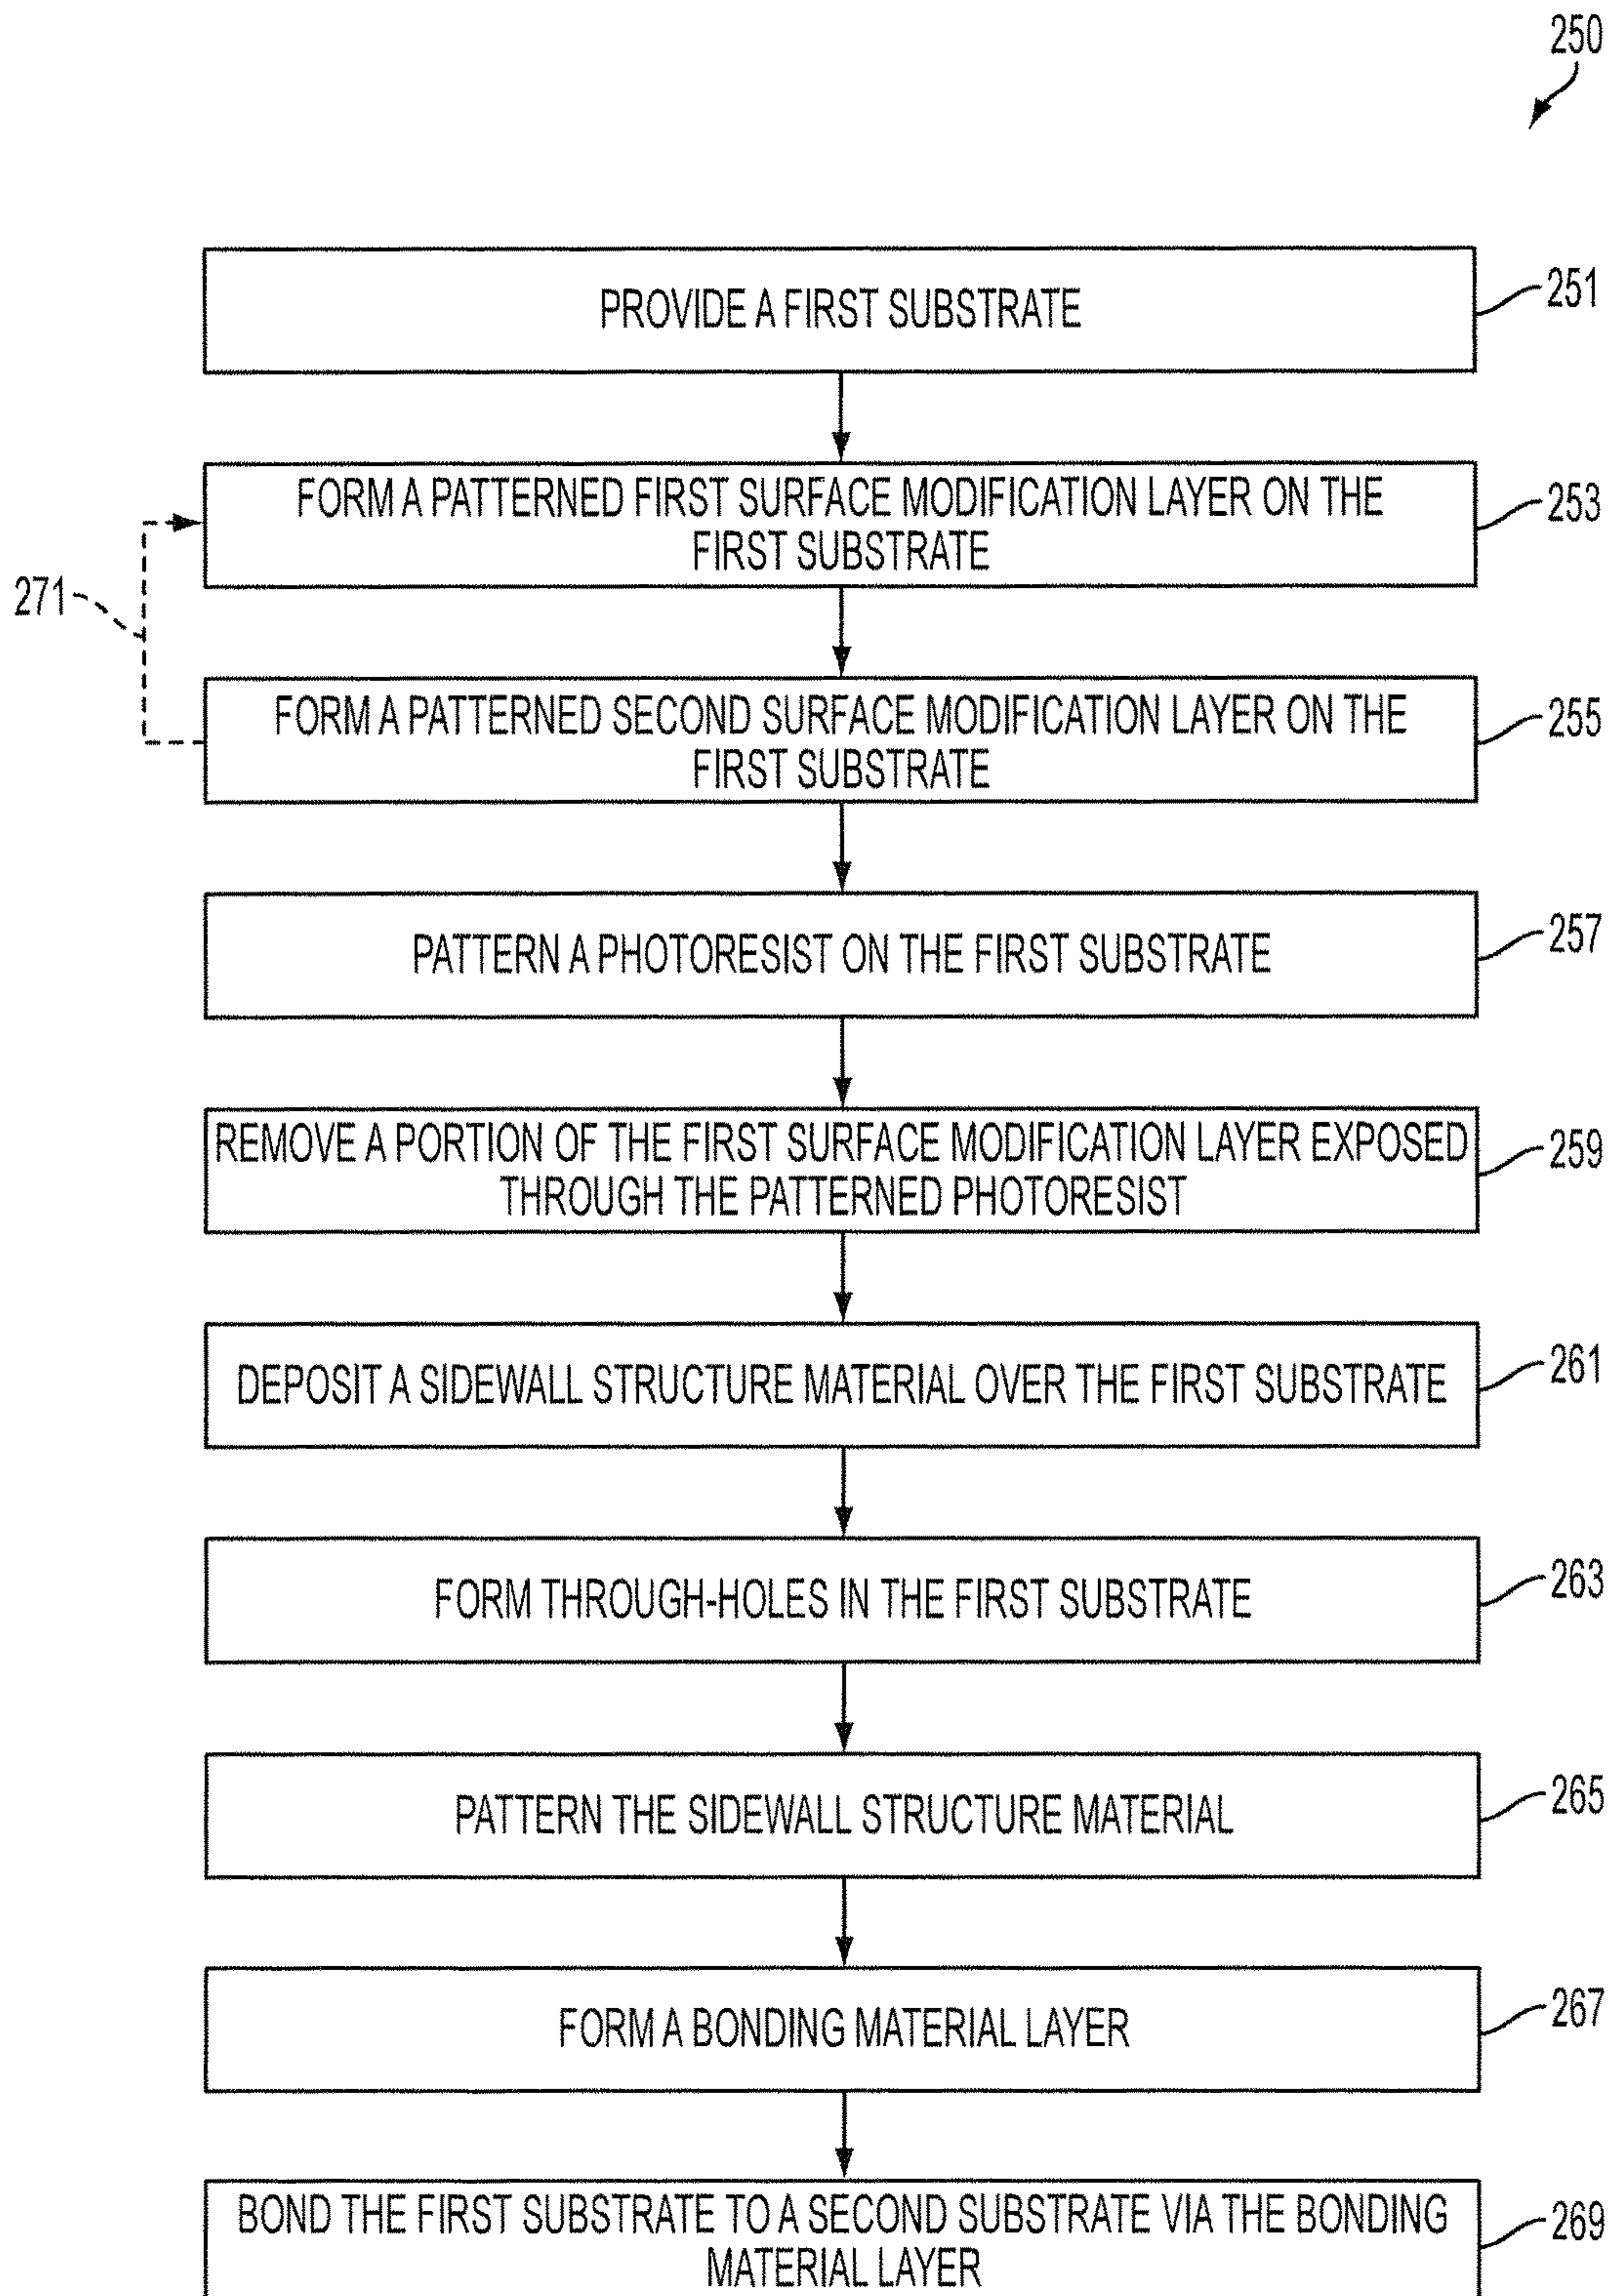 250
PROVIDE A FIRST SUBSTRATE
251
FORM A PATTERNED FIRST SURFACE MODIFICATION LAYER ON THE
FIRST SUBSTRATE
253
271
FORM A PATTERNED SECOND SURFACE MODIFICATION LAYER ON THE
FIRST SUBSTRATE
255
PATTERN A PHOTORESIST ON THE FIRST SUBSTRATE
257
REMOVE A PORTION OF THE FIRST SURFACE MODIFICATION LAYER EXPOSED
THROUGH THE PATTERNED PHOTORESIST
259
DEPOSIT A SIDEWALL STRUCTURE MATERIAL OVER THE FIRST SUBSTRATE
261
FORM THROUGH-HOLES IN THE FIRST SUBSTRATE
263
PATTERN THE SIDEWALL STRUCTURE MATERIAL
265
FORM A BONDING MATERIAL LAYER
267
BOND THE FIRST SUBSTRATE TO A SECOND SUBSTRATE VIA THE BONDING
MATERIAL LAYER
269